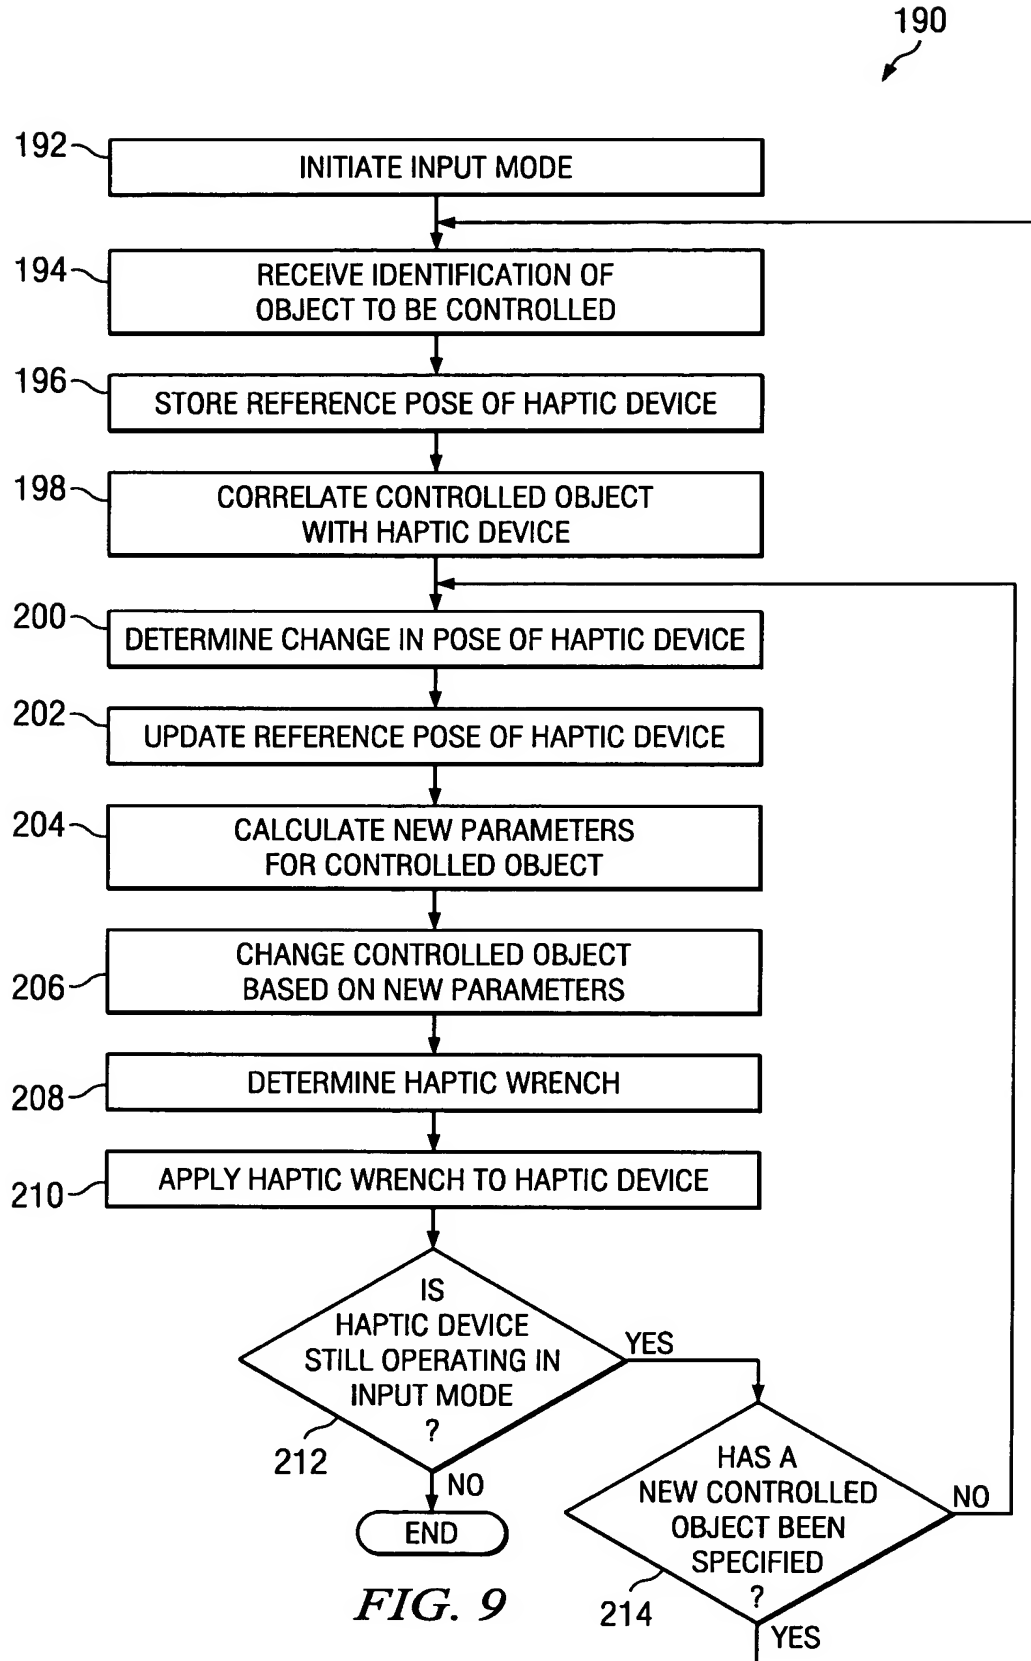 190
192
INITIATE INPUT MODE
194
RECEIVE IDENTIFICATION OF
OBJECT TO BE CONTROLLED
196
STORE REFERENCE POSE OF HAPTIC DEVICE
198
CORRELATE CONTROLLED OBJECT
WITH HAPTIC DEVICE
200
DETERMINE CHANGE IN POSE OF HAPTIC DEVICE
202
UPDATE REFERENCE POSE OF HAPTIC DEVICE
204
CALCULATE NEW PARAMETERS
FOR CONTROLLED OBJECT
206
CHANGE CONTROLLED OBJECT
BASED ON NEW PARAMETERS
208
DETERMINE HAPTIC WRENCH
210
APPLY HAPTIC WRENCH TO HAPTIC DEVICE
IS
HAPTIC DEVICE
STILL OPERATING IN
INPUT MODE
?
YES
212
NO
END
HAS A
NEW CONTROLLED
OBJECT BEEN
SPECIFIED
?
NO
214
YES
FIG. 9